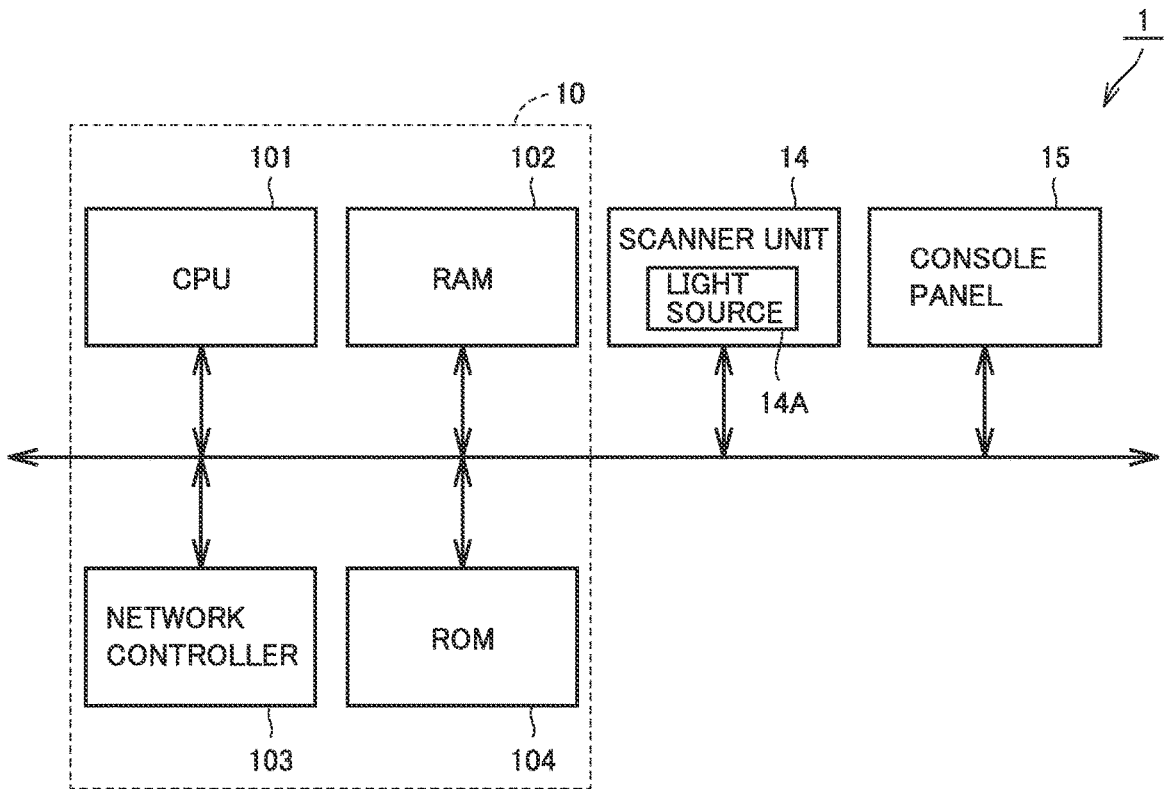 1
10
101
102
14
15
CPU
RAM
SCANNER UNIT
LIGHT
SOURCE
CONSOLE
PANEL
14A
NETWORK
CONTROLLER
ROM
103
104